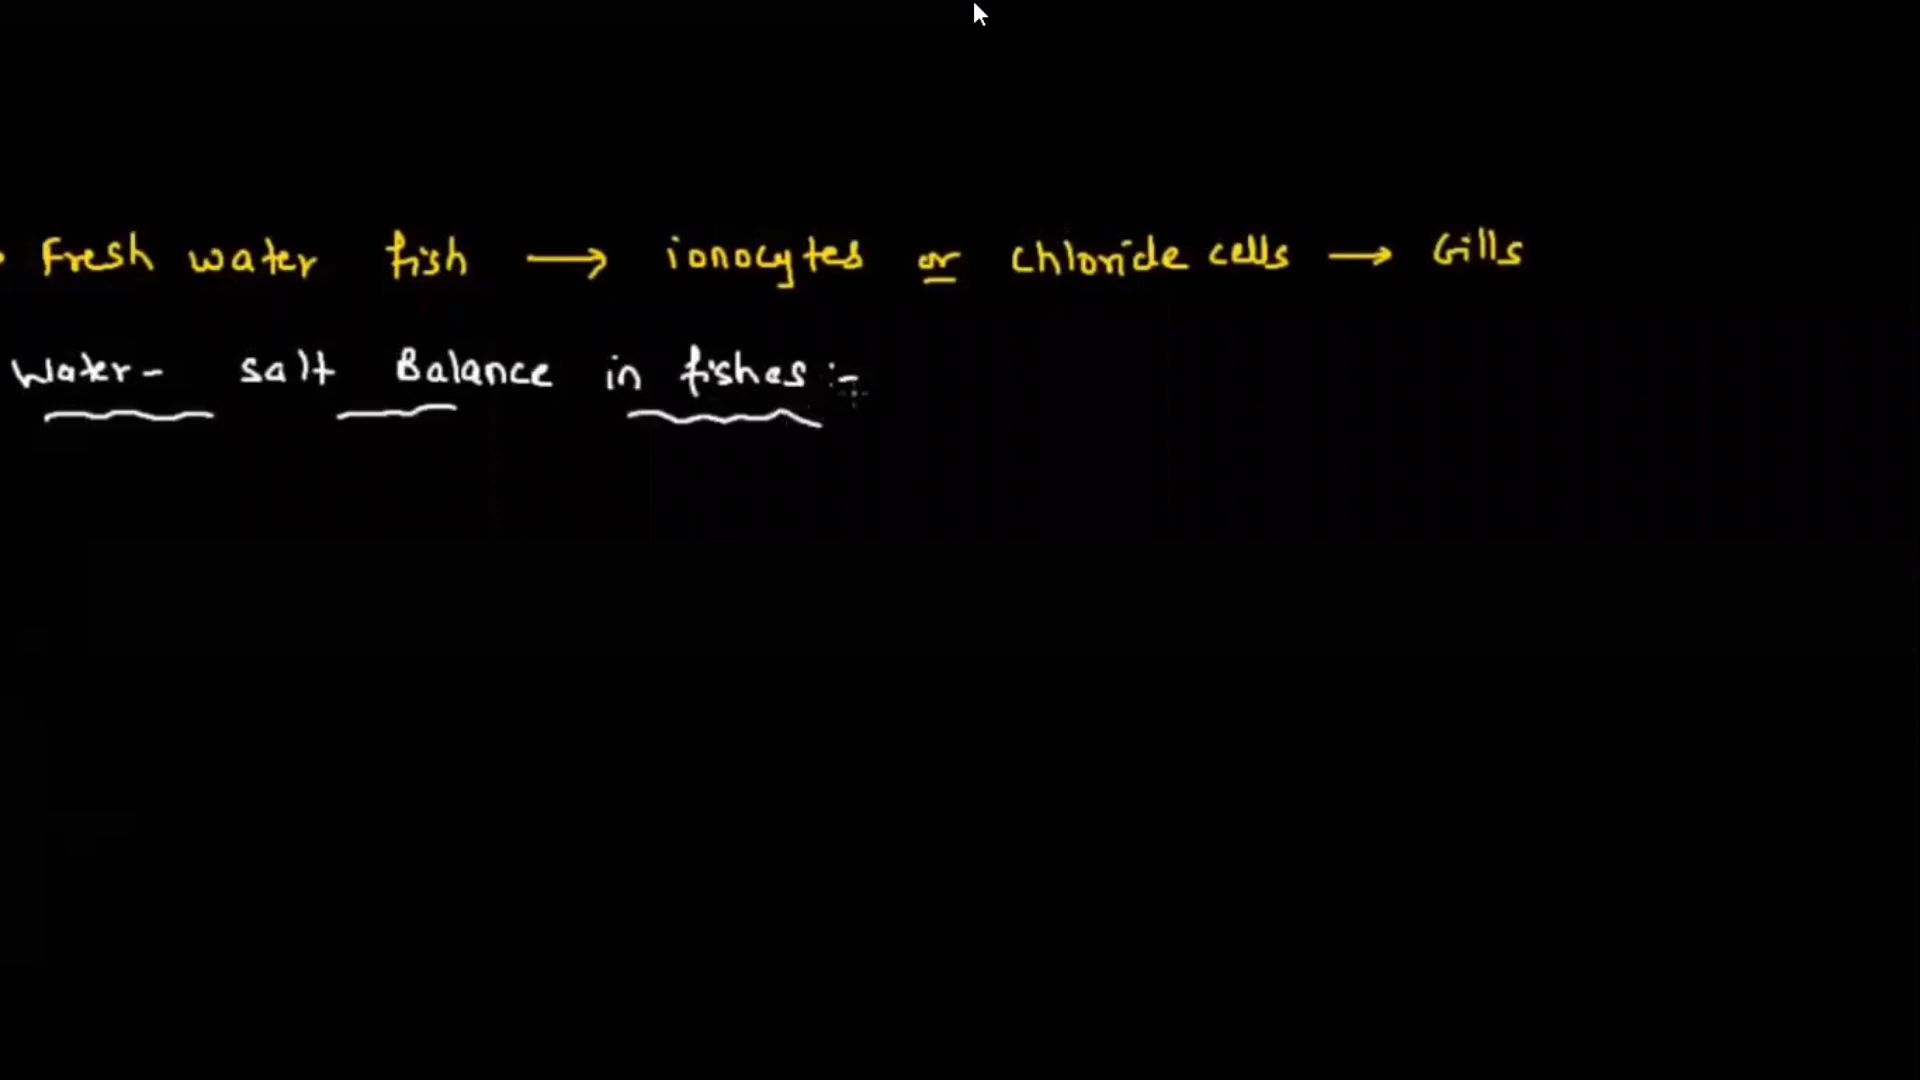 Fresh water fish → ionocytes or chloride cells → Gills
Water- salt Balance in fishes :-